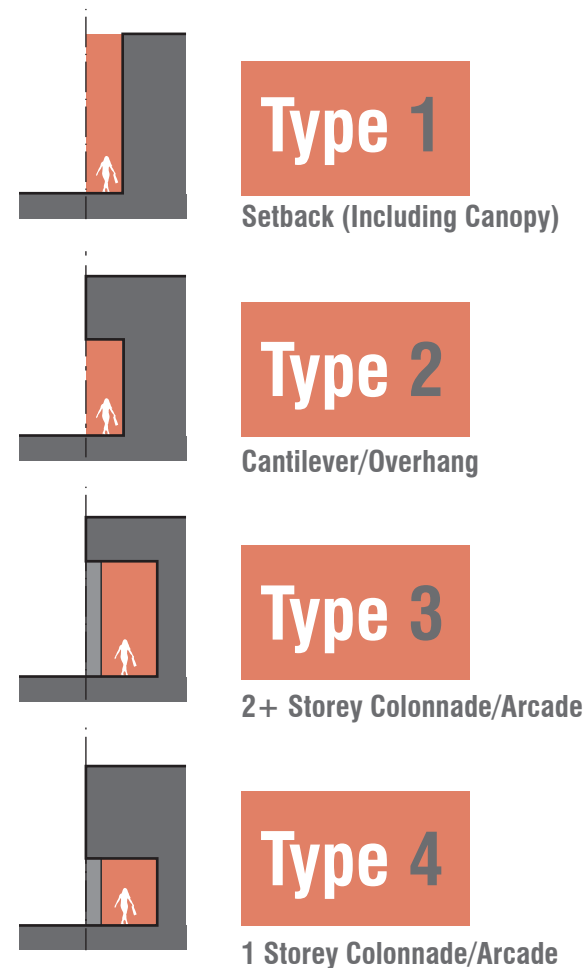 Type 1
Setback (Including Canopy)
Type 2
Cantilever/Overhang
Type 3
2+ Storey Colonnade/Arcade
Type 4
1 Storey Colonnade/Arcade